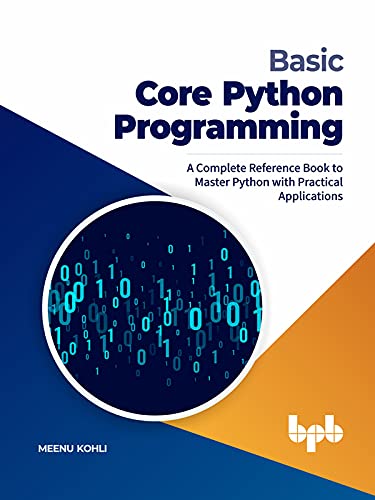 Basic
Core Python
Programming
A Complete Reference Book to
Master Python with Practical
Applications
MEENU KOHLI
bpb